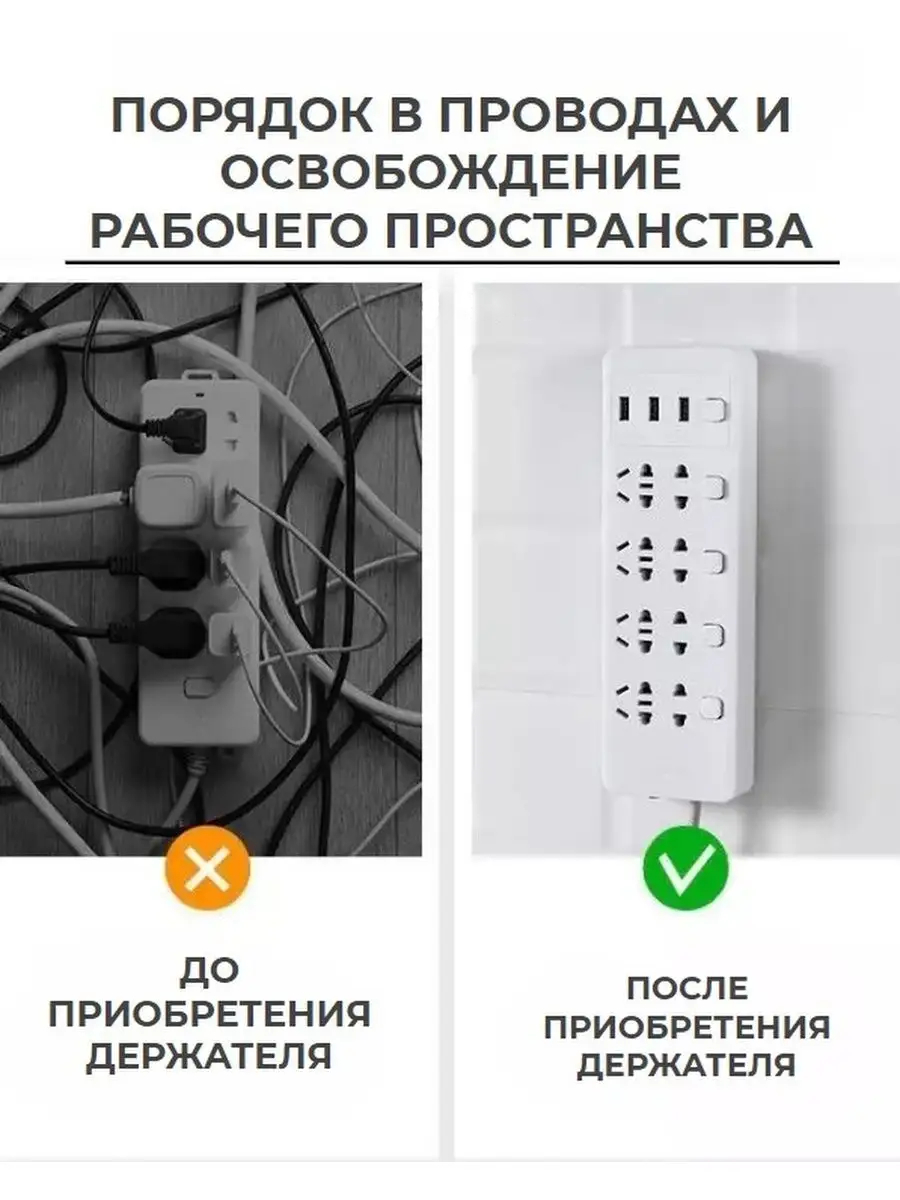 ПОРЯДОК В ПРОВОДАХ И
ОСВОБОЖДЕНИЕ
РАБОЧЕГО ПРОСТРАНСТВА
ДО
ПРИОБРЕТЕНИЯ
ДЕРЖАТЕЛЯ
ПОСЛЕ
ПРИОБРЕТЕНИЯ
ДЕРЖАТЕЛЯ